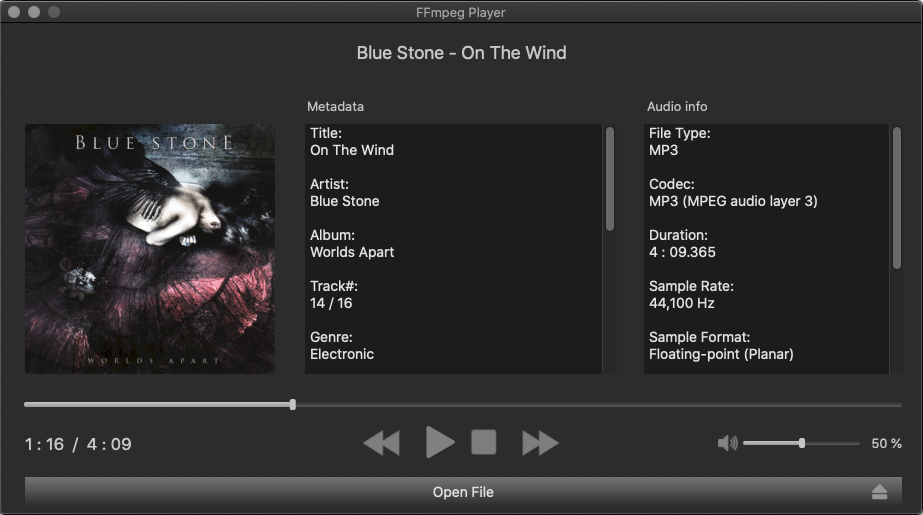 FFmpeg Player
Blue Stone - On The Wind
BLUE STONE
WORLDS APART
Metadata
Title:
On The Wind
Artist:
Blue Stone
Album:
Worlds Apart
Track#:
14 / 16
Genre:
Electronic
Audio info
File Type:
MP3
Codec:
MP3 (MPEG audio layer 3)
Duration:
4 : 09.365
Sample Rate:
44,100 Hz
Sample Format:
Floating-point (Planar)
1 : 16 / 4 : 09
50 %
Open File